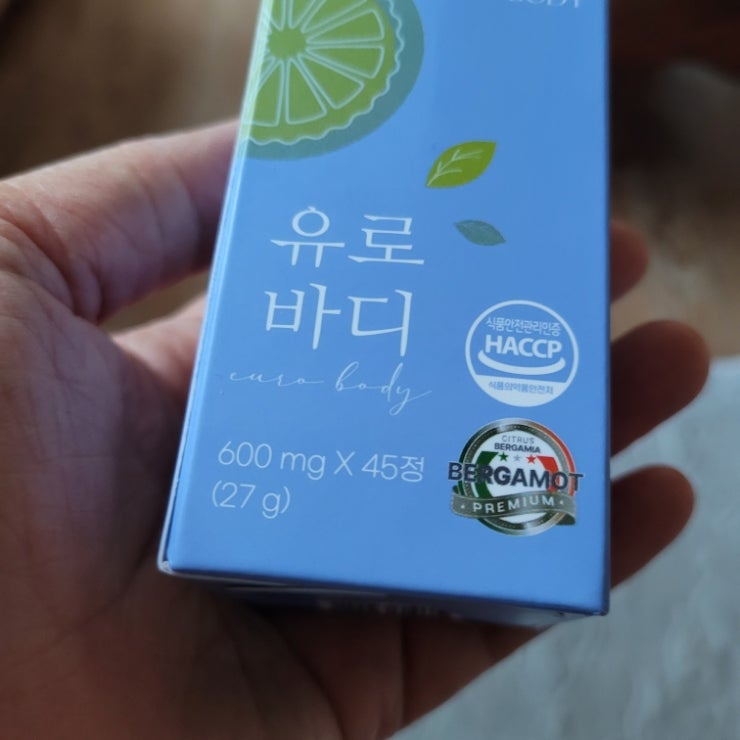 유로
바디
euro body
600 mg X 45정
(27 g)
식품안전관리인증
HACCP
식품의약품안전처
CITRUS
BERGAMIA
BERGAMOT
PREMIUM